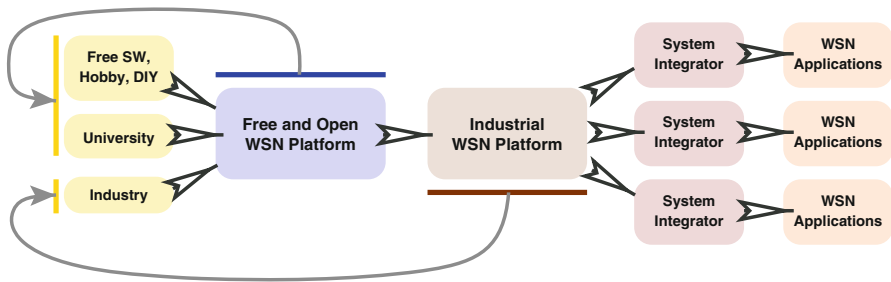 Free SW,
Hobby, DIY
University
Industry
Free and Open
WSN Platform
Industrial
WSN Platform
System
Integrator
WSN
Applications
System
Integrator
WSN
Applications
System
Integrator
WSN
Applications